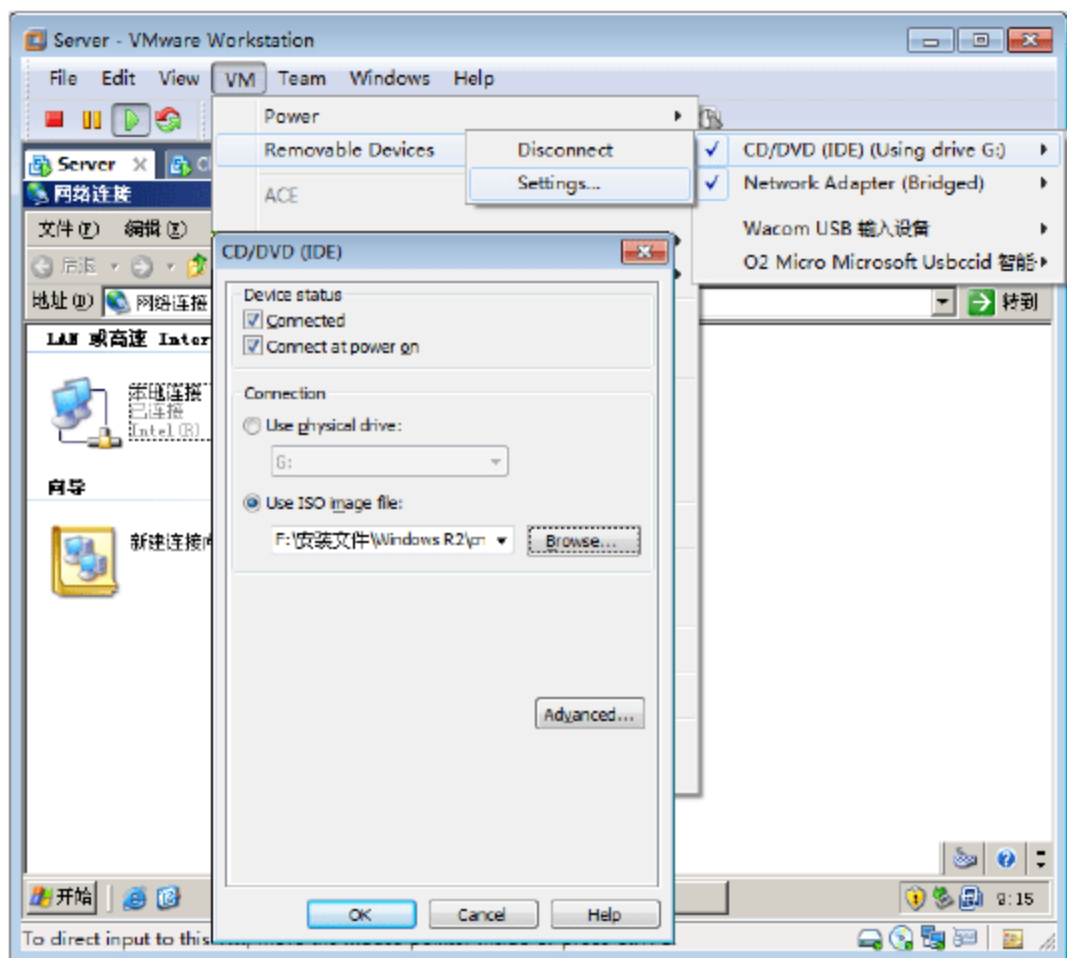 Server - VMware Workstation
File Edit View VM Team Windows Help
Power
Removable Devices
ACE
Disconnect
Settings...
CD/DVD (IDE) (Using drive G:)
Network Adapter (Bridged)
Wacom USB 输入设备
O2 Micro Microsoft Usbccid 智能
Server
网络连接
文件(F) 编辑(E)
后退
地址(D) 网络连接
转到
LAN 或高速 Inter
本地连接
已连接
Intel(R)
向导
新建连接向
CD/DVD (IDE)
Device status
Connected
Connect at power on
Connection
Use physical drive:
G:
Use ISO image file:
F:\安装文件\Windows R2\cn
Browse...
Advanced...
OK Cancel Help
开始
9:15
To direct input to this